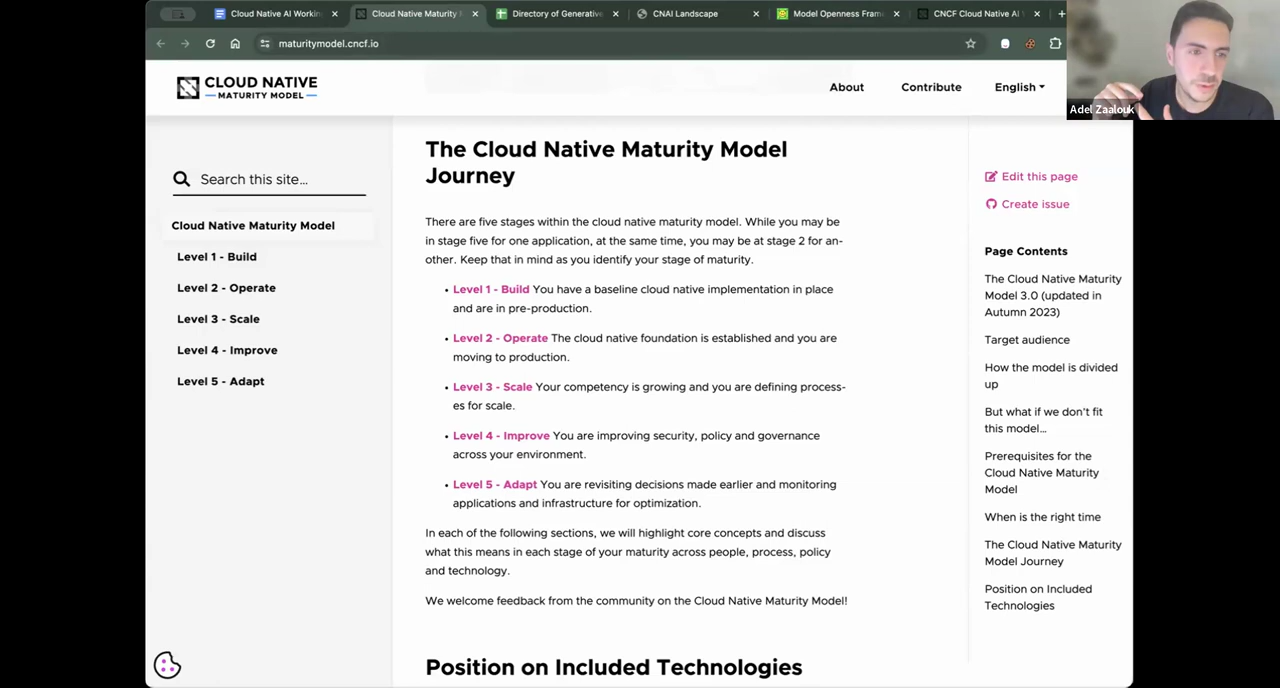 Cloud Native AI Workin
Cloud Native Maturity M
Directory of Generative
CNAI Landscape
Model Openness Fram
CNCF Cloud Native AI
maturitymodel.cncf.io
Adel Zaalouk
CLOUD NATIVE
MATURITY MODEL
About
Contribute
English
Search this site…
Cloud Native Maturity Model
Level 1 - Build
Level 2 - Operate
Level 3 - Scale
Level 4 - Improve
Level 5 - Adapt
The Cloud Native Maturity Model
Journey
There are five stages within the cloud native maturity model. While you may be
in stage five for one application, at the same time, you may be at stage 2 for an-
other. Keep that in mind as you identify your stage of maturity.
• Level 1 - Build You have a baseline cloud native implementation in place
and are in pre-production.
• Level 2 - Operate The cloud native foundation is established and you are
moving to production.
• Level 3 - Scale Your competency is growing and you are defining process-
es for scale.
• Level 4 - Improve You are improving security, policy and governance
across your environment.
• Level 5 - Adapt You are revisiting decisions made earlier and monitoring
applications and infrastructure for optimization.
In each of the following sections, we will highlight core concepts and discuss
what this means in each stage of your maturity across people, process, policy
and technology.
We welcome feedback from the community on the Cloud Native Maturity Model!
Position on Included Technologies
Edit this page
Create issue
Page Contents
The Cloud Native Maturity
Model 3.0 (updated in
Autumn 2023)
Target audience
How the model is divided
up
But what if we don't fit
this model…
Prerequisites for the
Cloud Native Maturity
Model
When is the right time
The Cloud Native Maturity
Model Journey
Position on Included
Technologies